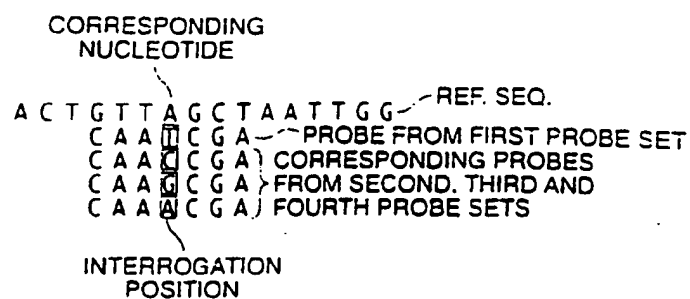 CORRESPONDING
NUCLEOTIDE
A C T G T T A G C T A A T T G G REF. SEQ.
C A A T C G A PROBE FROM FIRST PROBE SET
C A A C C G A CORRESPONDING PROBES
C A A G C G A FROM SECOND. THIRD AND
C A A A C G A FOURTH PROBE SETS
INTERROGATION
POSITION